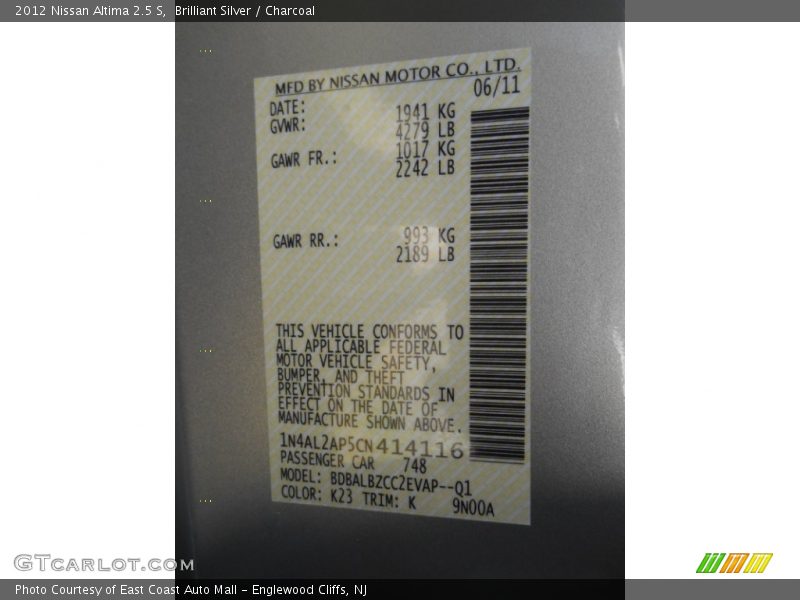 2012 Nissan Altima 2.5 S, Brilliant Silver / Charcoal
MFD BY NISSAN MOTOR CO., LTD.
DATE: 06/11
GVWR: 1941 KG
4279 LB
GAWR FR.: 1017 KG
2242 LB
GAWR RR.: 993 KG
2189 LB
THIS VEHICLE CONFORMS TO
ALL APPLICABLE FEDERAL
MOTOR VEHICLE SAFETY,
BUMPER, AND THEFT
PREVENTION STANDARDS IN
EFFECT ON THE DATE OF
MANUFACTURE SHOWN ABOVE.
1N4AL2AP5CN414116
PASSENGER CAR 748
MODEL: BDBALBZCC2EVAP--Q1
COLOR: K23 TRIM: K 9N00A
GTcarlot.com
Photo Courtesy of East Coast Auto Mall - Englewood Cliffs, NJ